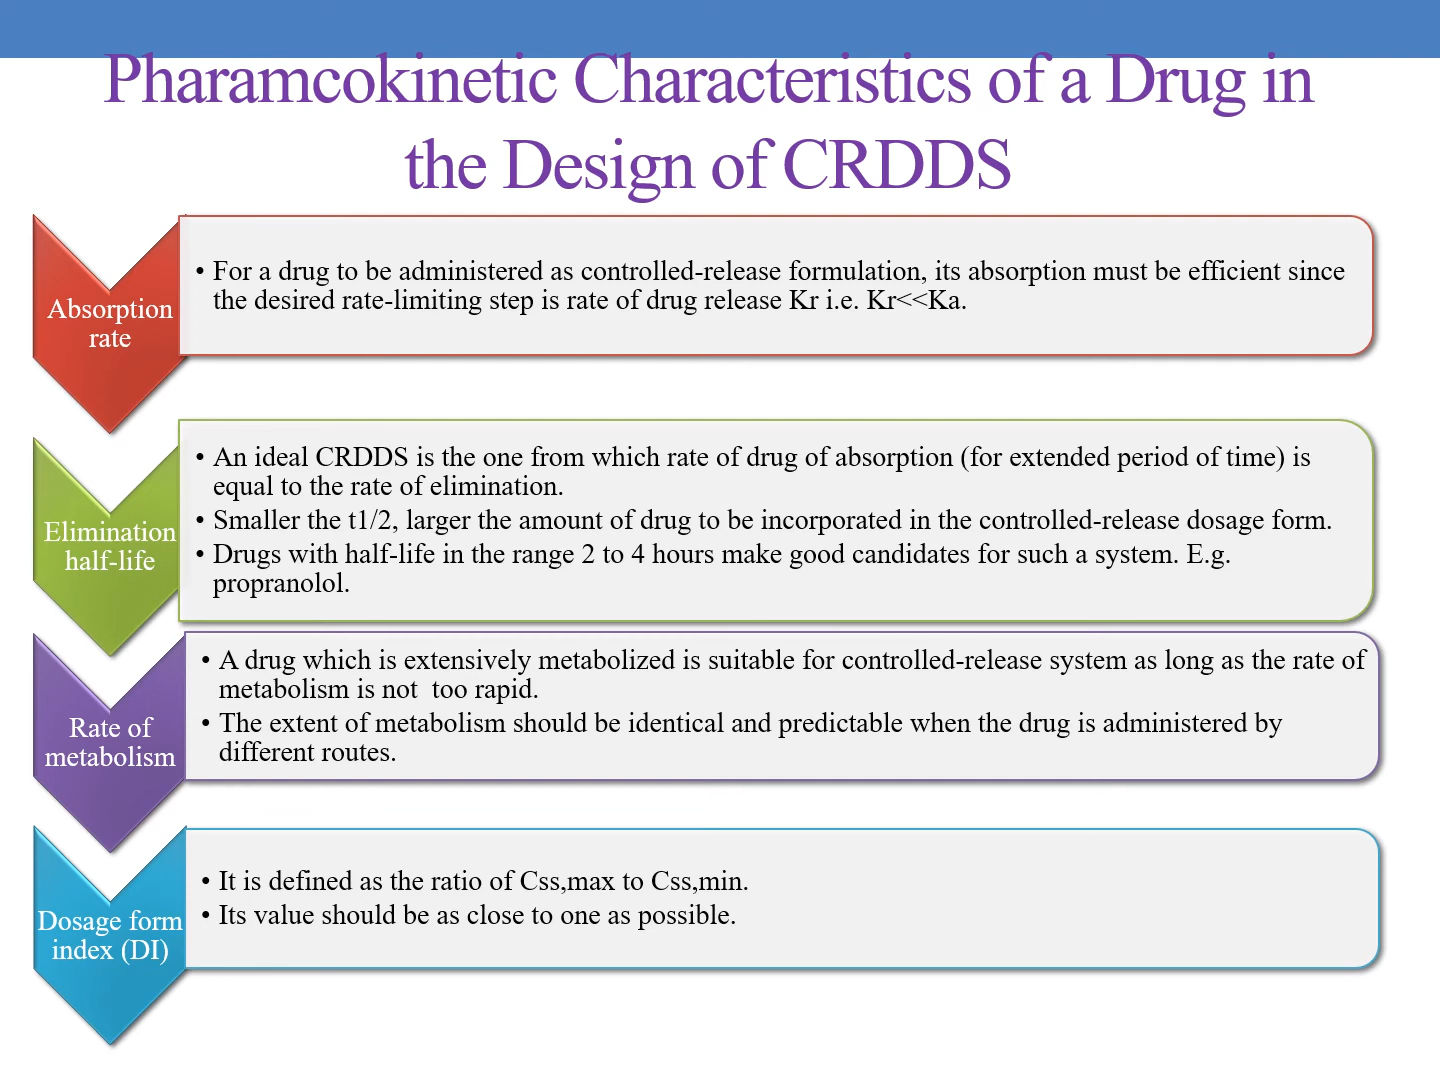 Pharamcokinetic Characteristics of a Drug in
the Design of CRDDS
Absorption
rate
• For a drug to be administered as controlled-release formulation, its absorption must be efficient since
the desired rate-limiting step is rate of drug release Kr i.e. Kr<<Ka.
Elimination
half-life
• An ideal CRDDS is the one from which rate of drug of absorption (for extended period of time) is
equal to the rate of elimination.
• Smaller the t1/2, larger the amount of drug to be incorporated in the controlled-release dosage form.
• Drugs with half-life in the range 2 to 4 hours make good candidates for such a system. E.g.
propranolol.
Rate of
metabolism
• A drug which is extensively metabolized is suitable for controlled-release system as long as the rate of
metabolism is not  too rapid.
• The extent of metabolism should be identical and predictable when the drug is administered by
different routes.
Dosage form
index (DI)
• It is defined as the ratio of Css,max to Css,min.
• Its value should be as close to one as possible.